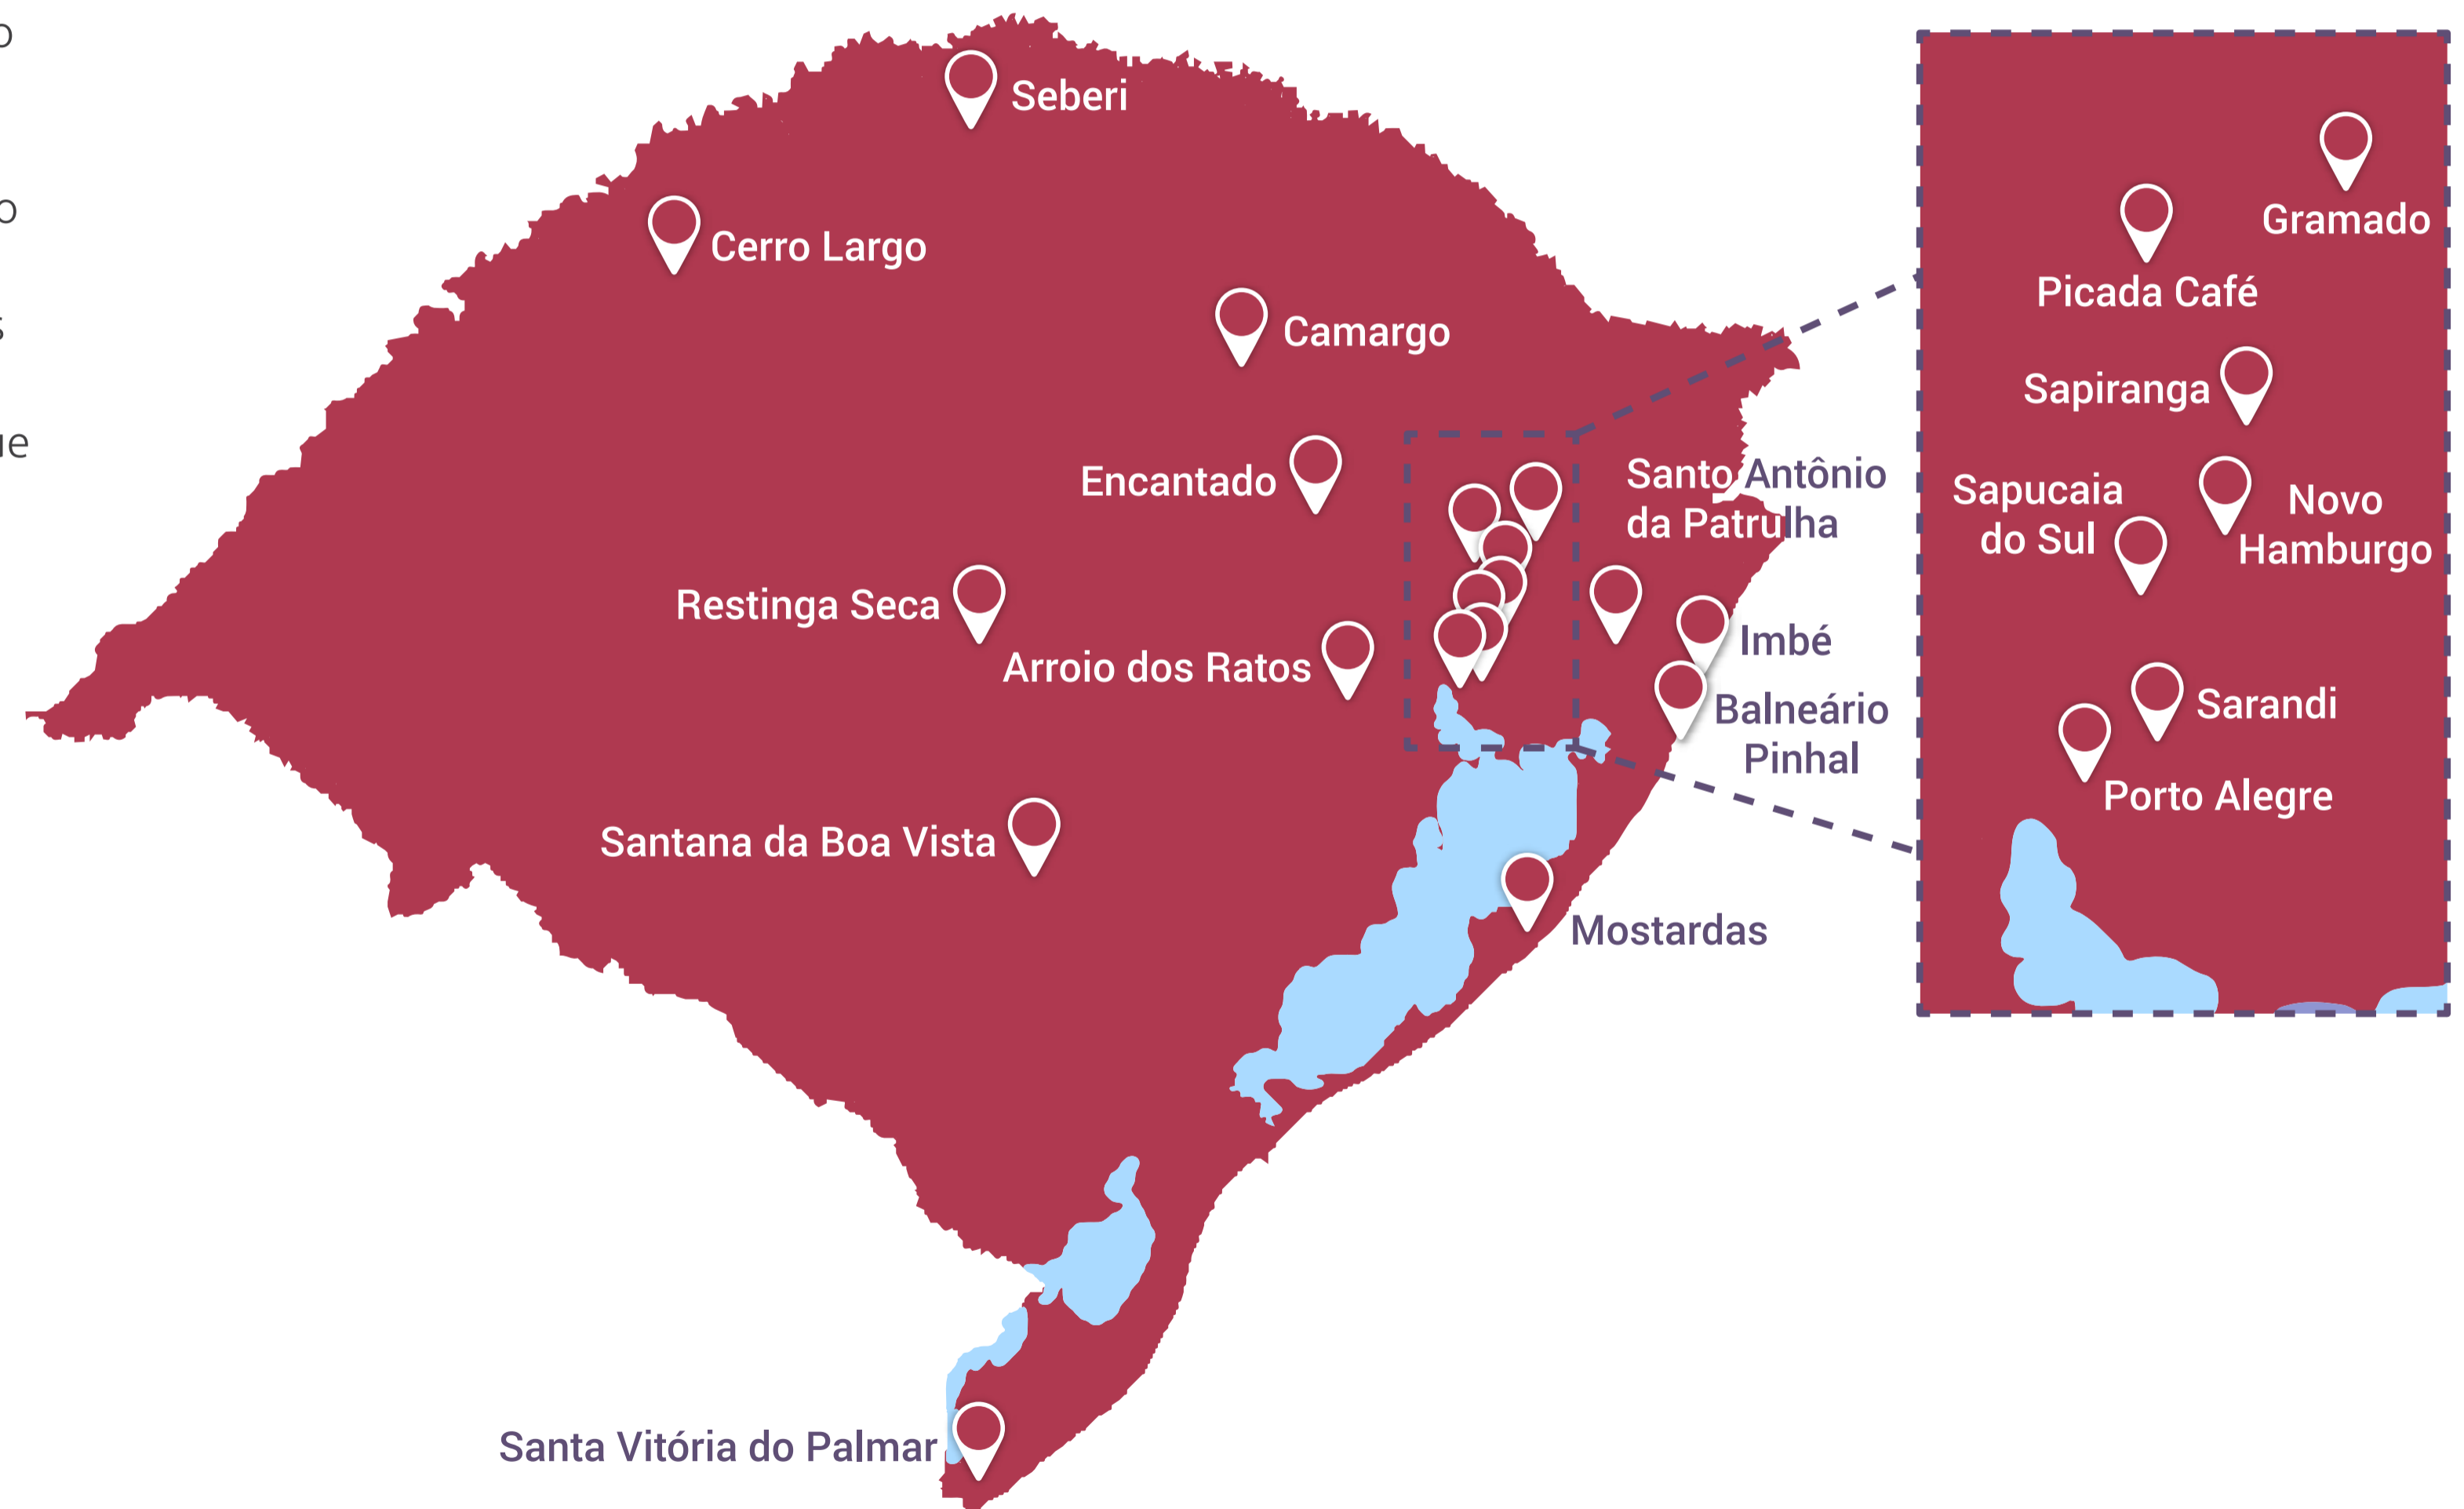 Seberi
Cerro Largo
Camargo
Encantado
Santo Antônio
da Patrulha
Restinga Seca
Arroio dos Ratos
Imbé
Balneário
Pinhal
Santana da Boa Vista
Mostardas
Santa Vitória do Palmar
Gramado
Picada Café
Sapiranga
Sapucaia
do Sul
Novo
Hamburgo
Sarandi
Porto Alegre